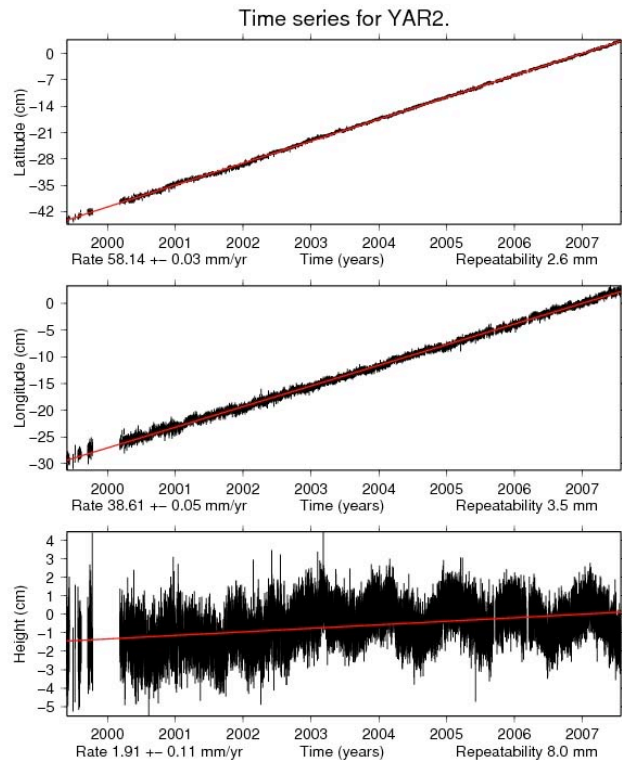 Time series for YAR2.
0
-7
-14
-21
-28
-35
-42
Latitude (cm)
2000 2001 2002 2003 2004 2005 2006 2007
Rate 58.14 +- 0.03 mm/yr Time (years) Repeatability 2.6 mm
0
-5
-10
-15
-20
-25
-30
Longitude (cm)
2000 2001 2002 2003 2004 2005 2006 2007
Rate 38.61 +- 0.05 mm/yr Time (years) Repeatability 3.5 mm
4
3
2
1
0
-1
-2
-3
-4
-5
Height (cm)
2000 2001 2002 2003 2004 2005 2006 2007
Rate 1.91 +- 0.11 mm/yr Time (years) Repeatability 8.0 mm